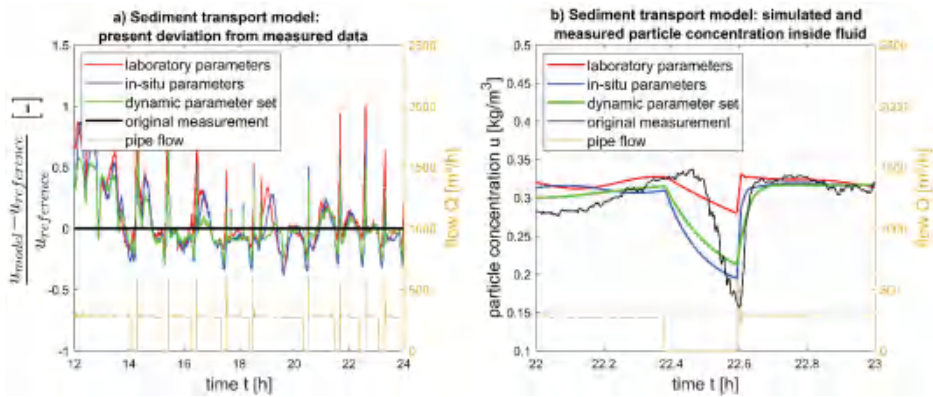 a) Sediment transport model:
present deviation from measured data
laboratory parameters
in-situ parameters
dynamic parameter set
original measurement
pipe flow
u_model−u_reference
u_reference
[-]
1.5
1
0.5
0
-0.5
-1
2500
2000
1500
1000
500
0
flow Q [m³/h]
12 14 16 18 20 22 24
time t [h]
b) Sediment transport model: simulated and
measured particle concentration inside fluid
laboratory parameters
in-situ parameters
dynamic parameter set
original measurement
pipe flow
particle concentration u [kg/m³]
0.5
0.45
0.4
0.35
0.3
0.25
0.2
0.15
0.1
flow Q [m³/h]
22 22.2 22.4 22.6 22.8 23
time t [h]